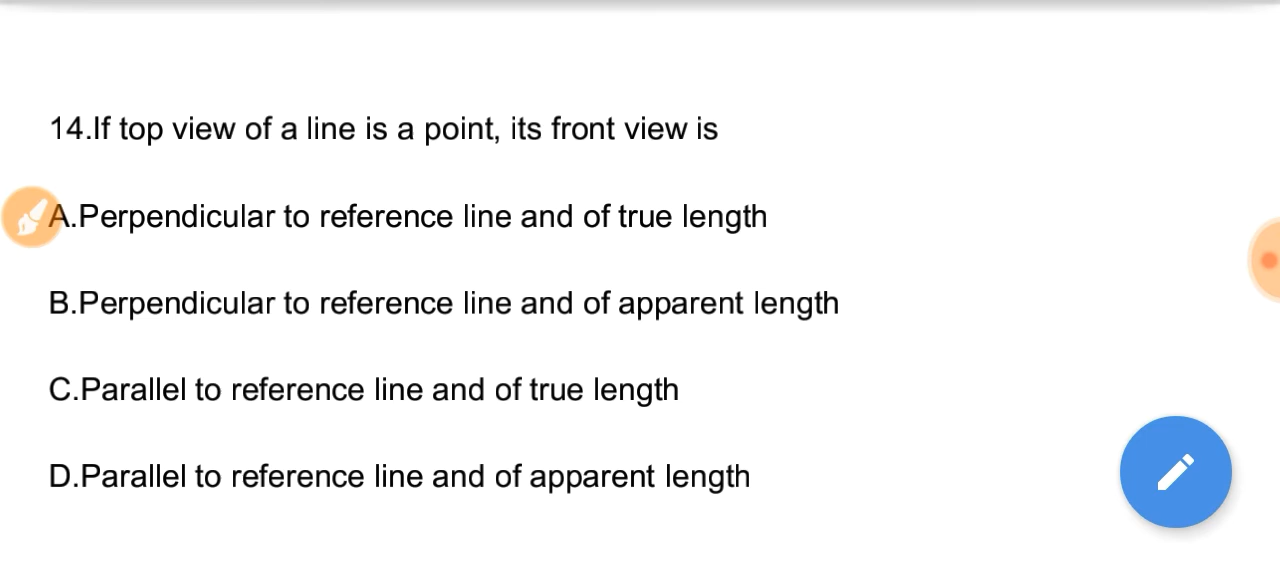 14.If top view of a line is a point, its front view is
A.Perpendicular to reference line and of true length
B.Perpendicular to reference line and of apparent length
C.Parallel to reference line and of true length
D.Parallel to reference line and of apparent length